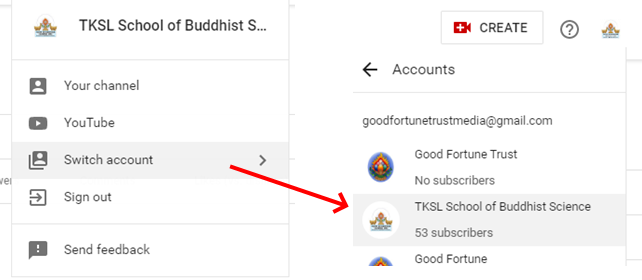 TKSL School of Buddhist S...
Your channel
YouTube
Switch account
Sign out
Send feedback
CREATE
Accounts
goodfortunetrustmedia@gmail.com
Good Fortune Trust
No subscribers
TKSL School of Buddhist Science
53 subscribers
Good Fortune